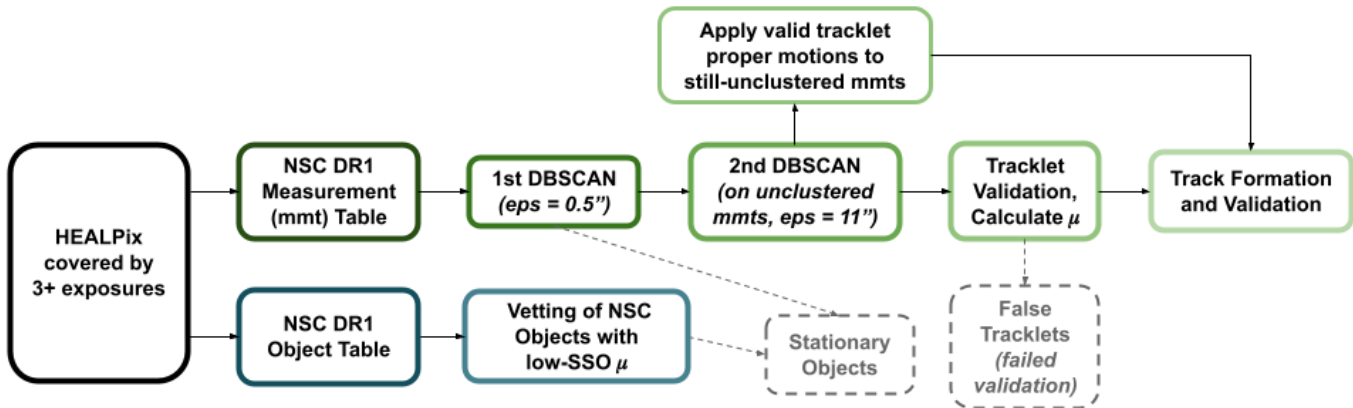 Apply valid tracklet
proper motions to
still-unclustered mmts
HEALPix
covered by
3+ exposures
NSC DR1
Measurement
(mmt) Table
1st DBSCAN
(eps = 0.5”)
2nd DBSCAN
(on unclustered
mmts, eps = 11”)
Tracklet
Validation,
Calculate μ
Track Formation
and Validation
NSC DR1
Object Table
Vetting of NSC
Objects with
low-SSO μ
Stationary
Objects
False
Tracklets
(failed
validation)